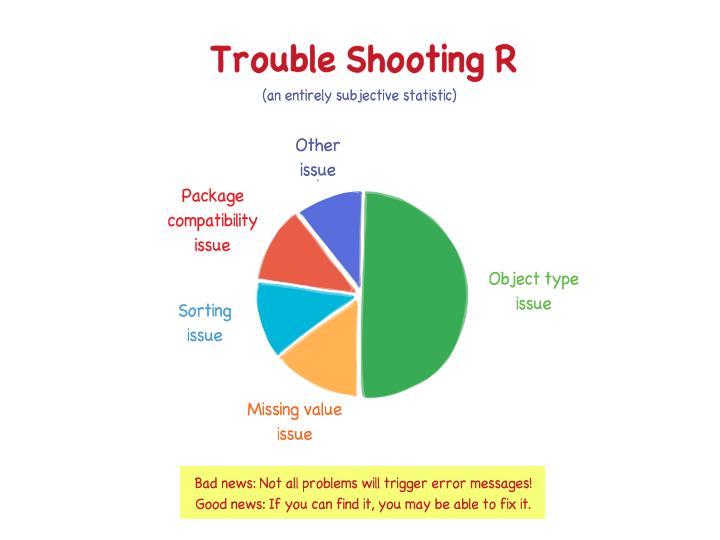 Trouble Shooting R
(an entirely subjective statistic)
Other
issue
Package
compatibility
issue
Object type
issue
Sorting
issue
Missing value
issue
Bad news: Not all problems will trigger error messages!
Good news: If you can find it, you may be able to fix it.